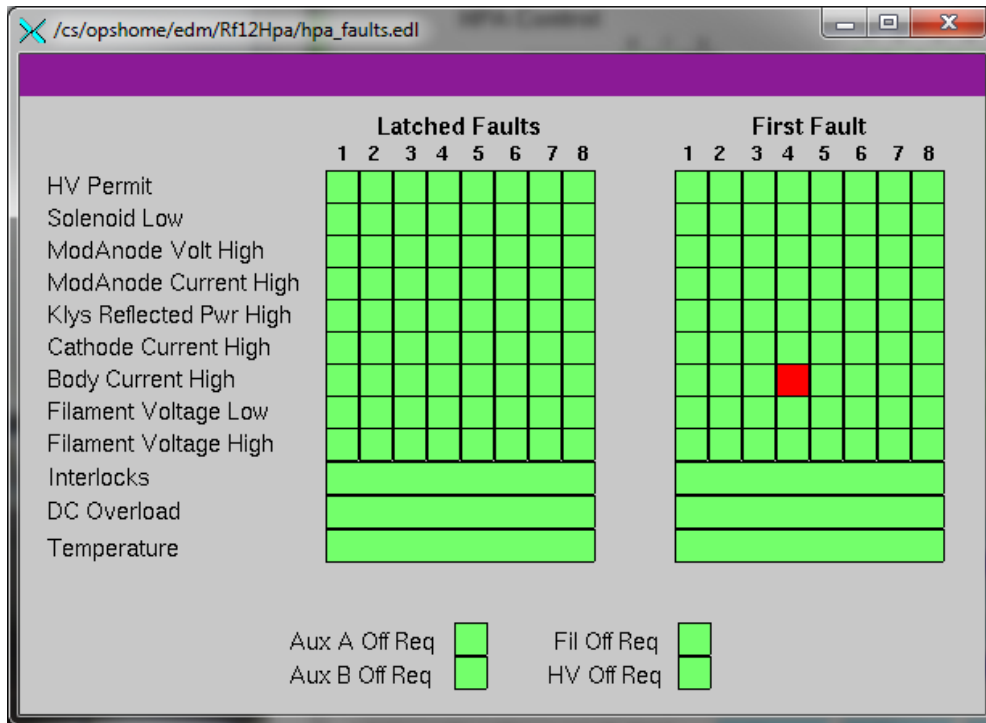 HPA Control
/cs/opshome/edm/Rf12Hpa/hpa_faults.edl
Latched Faults First Fault
1 2 3 4 5 6 7 8 1 2 3 4 5 6 7 8
HV Permit
Solenoid Low
ModAnode Volt High
ModAnode Current High
Klys Reflected Pwr High
Cathode Current High
Body Current High
Filament Voltage Low
Filament Voltage High
Interlocks
DC Overload
Temperature
Aux A Off Req Fil Off Req
Aux B Off Req HV Off Req